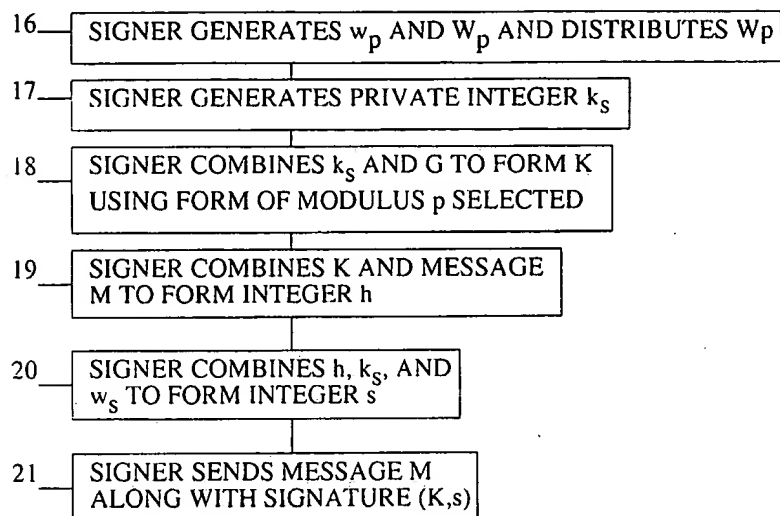 16 SIGNER GENERATES wp AND Wp AND DISTRIBUTES Wp
17 SIGNER GENERATES PRIVATE INTEGER ks
18 SIGNER COMBINES ks AND G TO FORM K
USING FORM OF MODULUS p SELECTED
19 SIGNER COMBINES K AND MESSAGE
M TO FORM INTEGER h
20 SIGNER COMBINES h, ks, AND
ws TO FORM INTEGER s
21 SIGNER SENDS MESSAGE M
ALONG WITH SIGNATURE (K,s)